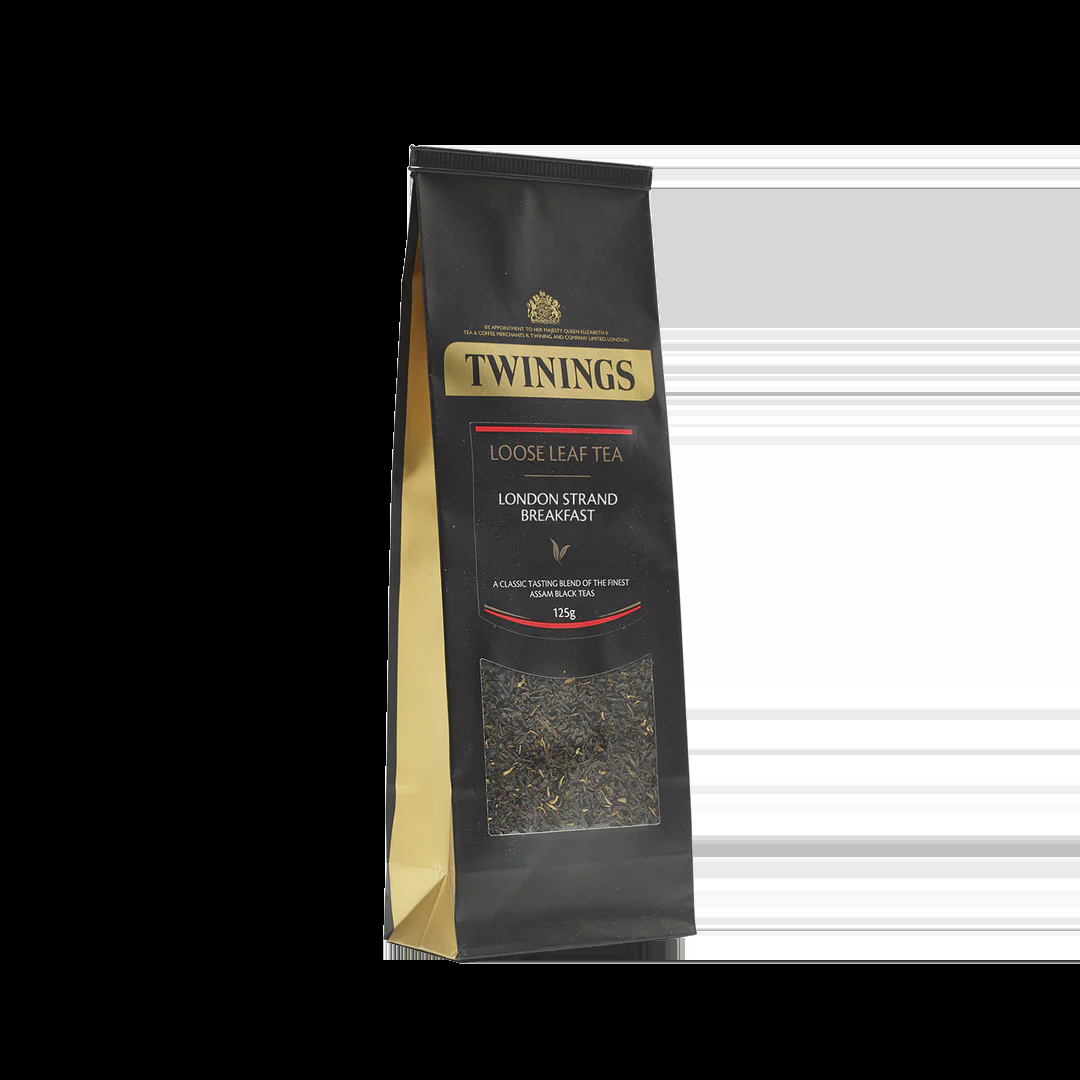 BY APPOINTMENT TO HER MAJESTY QUEEN ELIZABETH II
TEA & COFFEE MERCHANTS R. TWINING AND COMPANY LIMITED. LONDON
TWININGS
LOOSE LEAF TEA
LONDON STRAND
BREAKFAST
A CLASSIC TASTING BLEND OF THE FINEST
ASSAM BLACK TEAS
125g